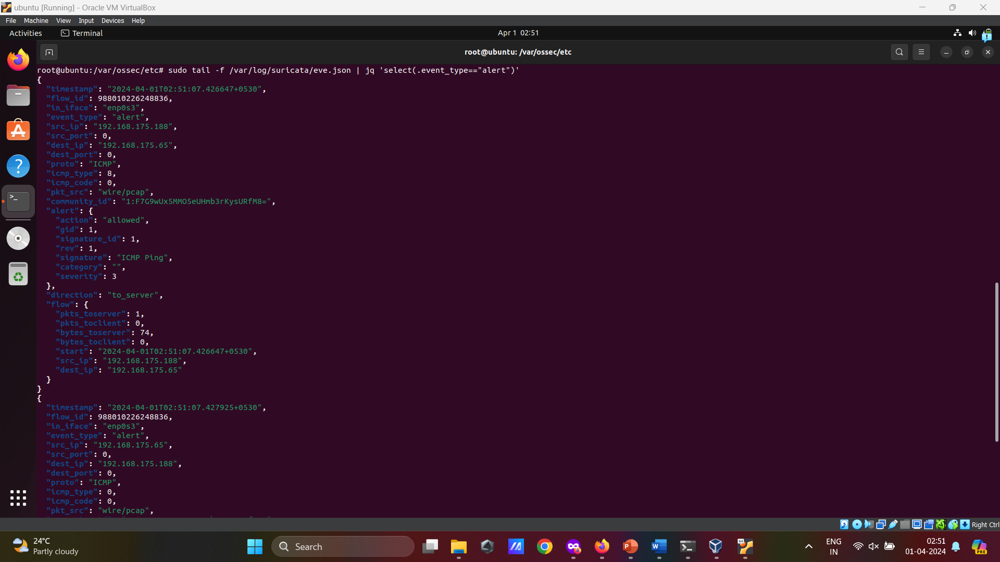 ubuntu [Running] - Oracle VM VirtualBox
File Machine View Input Devices Help
Activities Terminal Apr 1 02:51
root@ubuntu: /var/ossec/etc
root@ubuntu:/var/ossec/etc# sudo tail -f /var/log/suricata/eve.json | jq 'select(.event_type=="alert")'
{
"timestamp": "2024-04-01T02:51:07.426647+0530",
"flow_id": 988010226248836,
"in_iface": "enp0s3",
"event_type": "alert",
"src_ip": "192.168.175.188",
"src_port": 0,
"dest_ip": "192.168.175.65",
"dest_port": 0,
"proto": "ICMP",
"icmp_type": 8,
"icmp_code": 0,
"pkt_src": "wire/pcap",
"community_id": "1:F7G9wUx5MMO5eUHmb3rKysURfM8=",
"alert": {
"action": "allowed",
"gid": 1,
"signature_id": 1,
"rev": 1,
"signature": "ICMP Ping",
"category": "",
"severity": 3
},
"direction": "to_server",
"flow": {
"pkts_toserver": 1,
"pkts_toclient": 0,
"bytes_toserver": 74,
"bytes_toclient": 0,
"start": "2024-04-01T02:51:07.426647+0530",
"src_ip": "192.168.175.188",
"dest_ip": "192.168.175.65"
}
}
{
"timestamp": "2024-04-01T02:51:07.427925+0530",
"flow_id": 988010226248836,
"in_iface": "enp0s3",
"event_type": "alert",
"src_ip": "192.168.175.65",
"src_port": 0,
"dest_ip": "192.168.175.188",
"dest_port": 0,
"proto": "ICMP",
"icmp_type": 0,
"icmp_code": 0,
"pkt_src": "wire/pcap",
Right Ctrl
24°C
Partly cloudy
Search
ENG
IN
02:51
01-04-2024
PRE